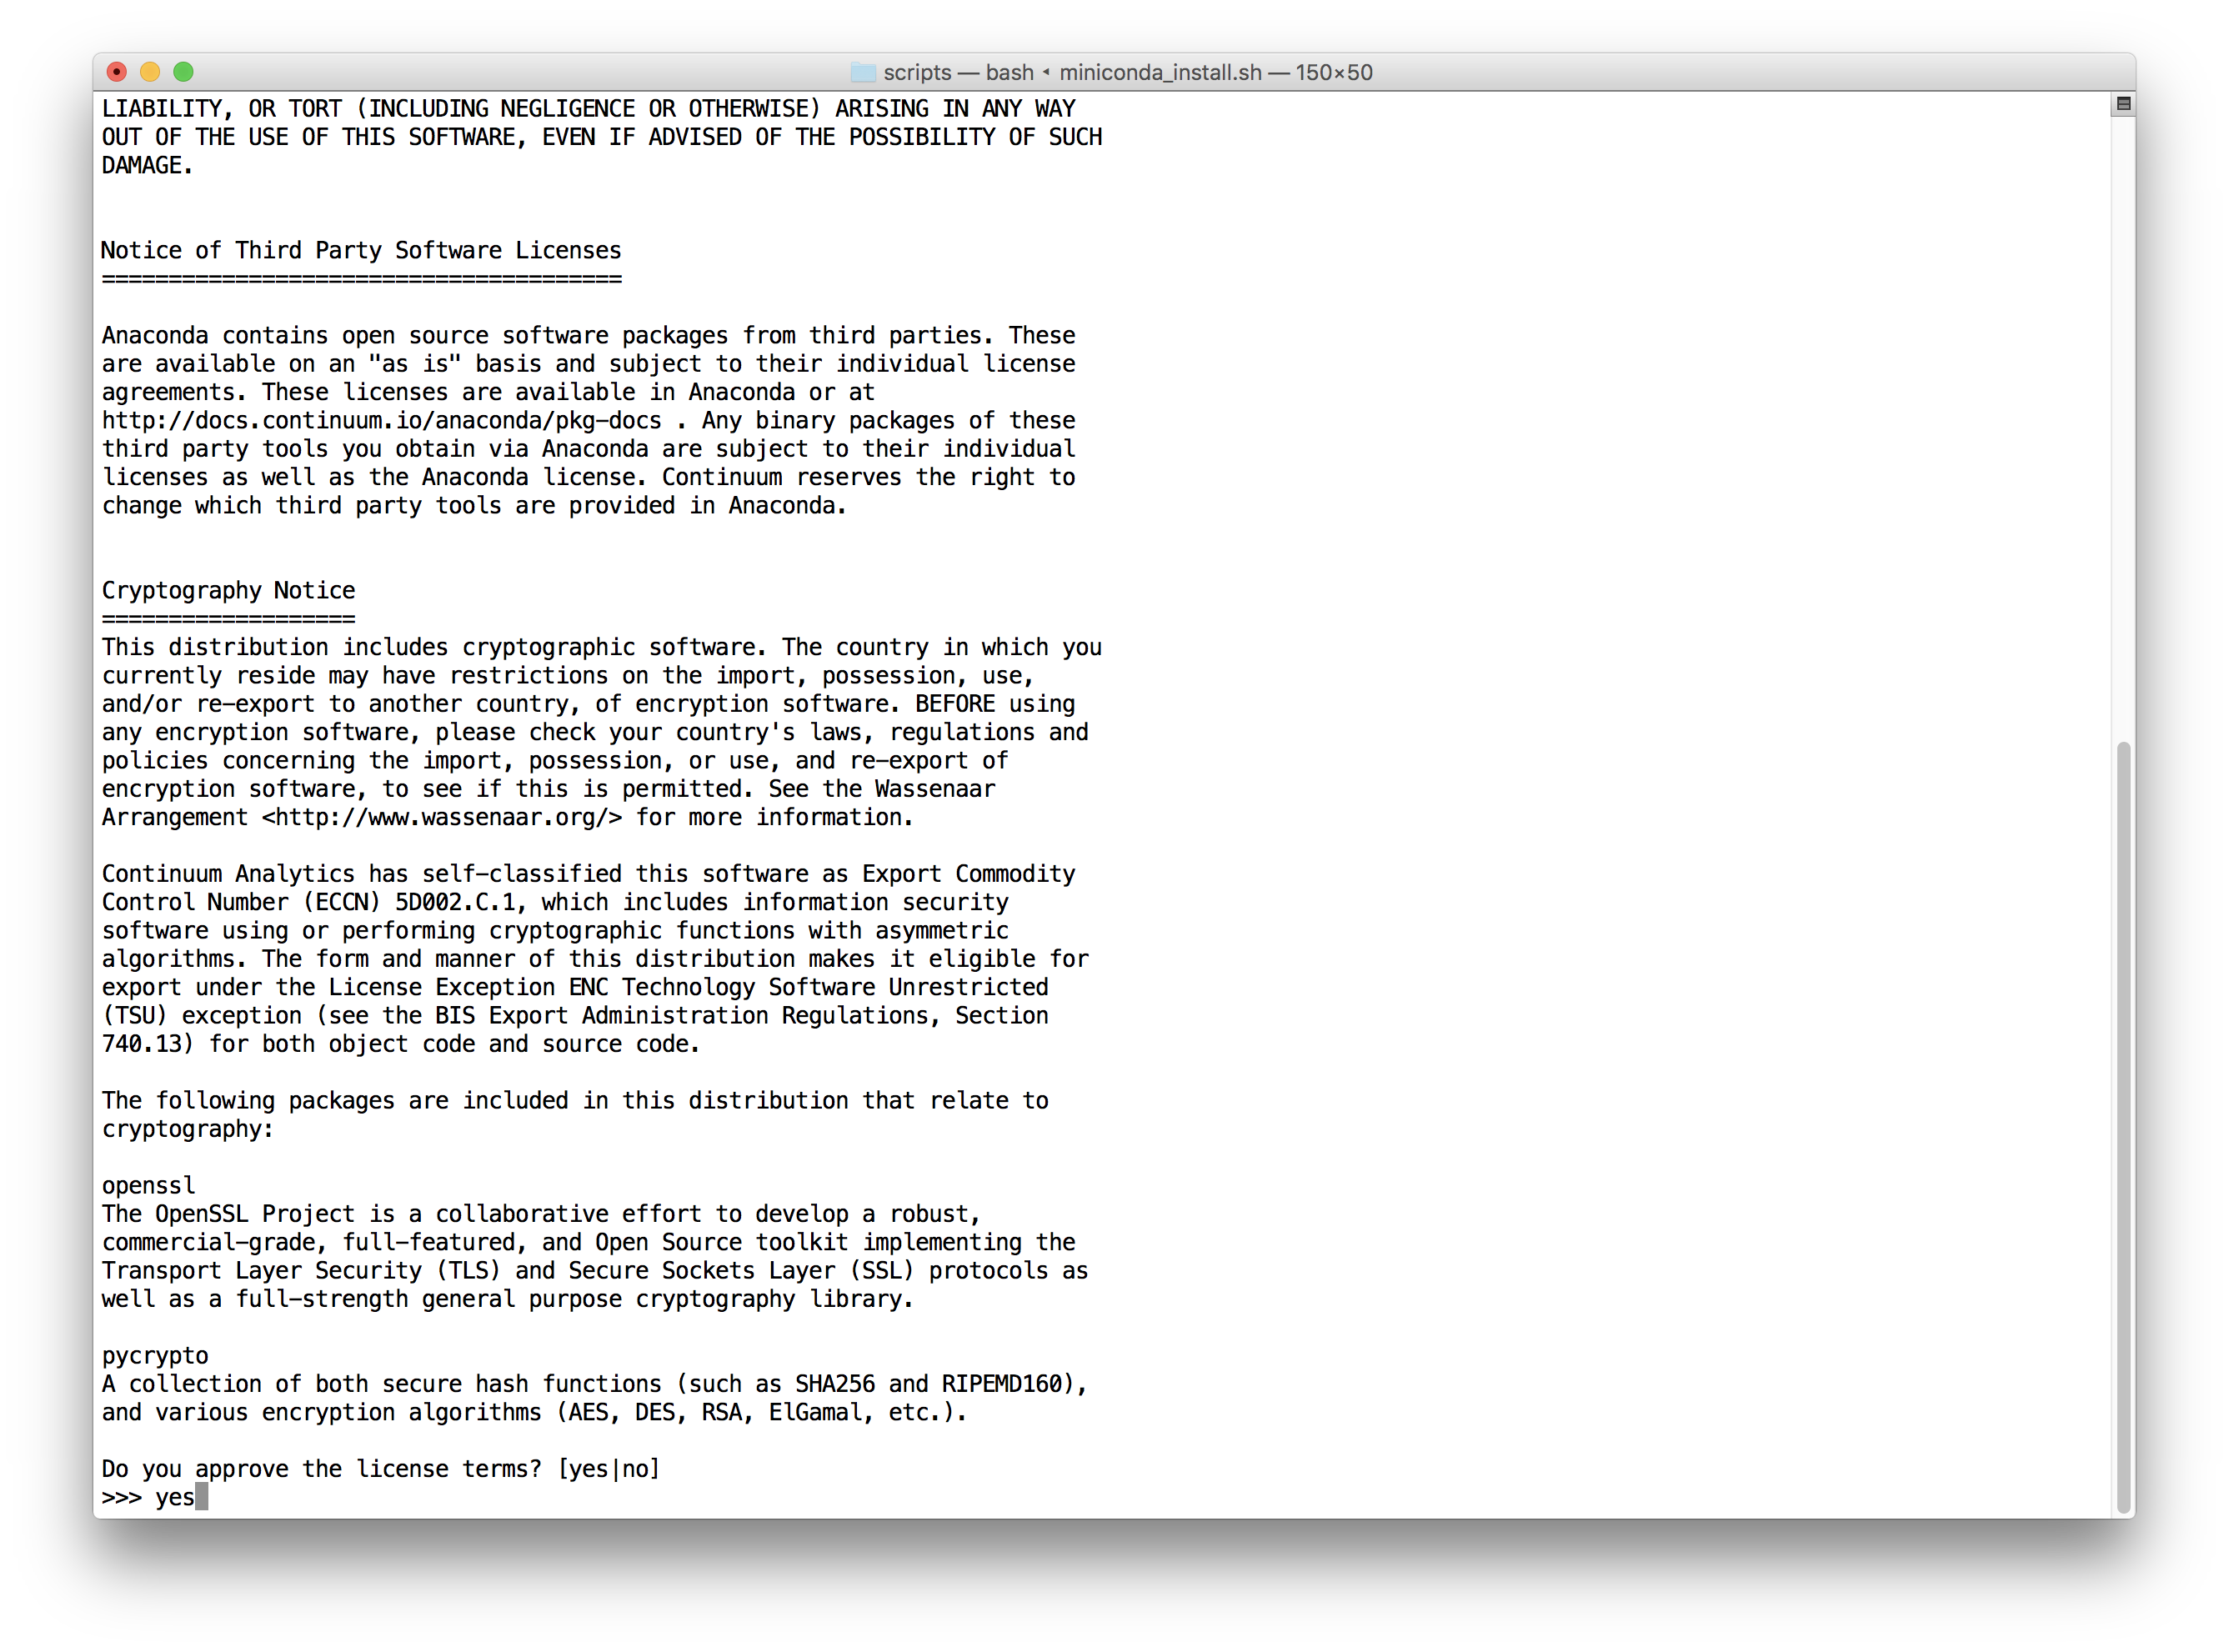 scripts — bash ◂ miniconda_install.sh — 150×50
LIABILITY, OR TORT (INCLUDING NEGLIGENCE OR OTHERWISE) ARISING IN ANY WAY
OUT OF THE USE OF THIS SOFTWARE, EVEN IF ADVISED OF THE POSSIBILITY OF SUCH
DAMAGE.
Notice of Third Party Software Licenses
=======================================
Anaconda contains open source software packages from third parties. These
are available on an "as is" basis and subject to their individual license
agreements. These licenses are available in Anaconda or at
http://docs.continuum.io/anaconda/pkg-docs . Any binary packages of these
third party tools you obtain via Anaconda are subject to their individual
licenses as well as the Anaconda license. Continuum reserves the right to
change which third party tools are provided in Anaconda.
Cryptography Notice
===================
This distribution includes cryptographic software. The country in which you
currently reside may have restrictions on the import, possession, use,
and/or re-export to another country, of encryption software. BEFORE using
any encryption software, please check your country's laws, regulations and
policies concerning the import, possession, or use, and re-export of
encryption software, to see if this is permitted. See the Wassenaar
Arrangement <http://www.wassenaar.org/> for more information.
Continuum Analytics has self-classified this software as Export Commodity
Control Number (ECCN) 5D002.C.1, which includes information security
software using or performing cryptographic functions with asymmetric
algorithms. The form and manner of this distribution makes it eligible for
export under the License Exception ENC Technology Software Unrestricted
(TSU) exception (see the BIS Export Administration Regulations, Section
740.13) for both object code and source code.
The following packages are included in this distribution that relate to
cryptography:
openssl
The OpenSSL Project is a collaborative effort to develop a robust,
commercial-grade, full-featured, and Open Source toolkit implementing the
Transport Layer Security (TLS) and Secure Sockets Layer (SSL) protocols as
well as a full-strength general purpose cryptography library.
pycrypto
A collection of both secure hash functions (such as SHA256 and RIPEMD160),
and various encryption algorithms (AES, DES, RSA, ElGamal, etc.).
Do you approve the license terms? [yes|no]
>>> yes